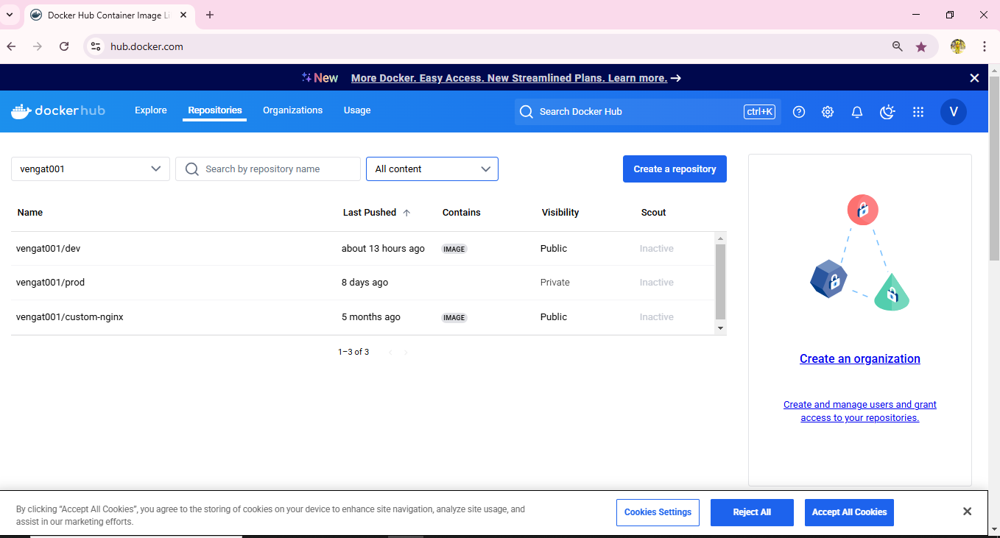 Docker Hub Container Image Li
hub.docker.com
New More Docker. Easy Access. New Streamlined Plans. Learn more. →
dockerhub Explore Repositories Organizations Usage Search Docker Hub ctrl+K V
vengat001 Search by repository name All content Create a repository
Name Last Pushed Contains Visibility Scout
vengat001/dev about 13 hours ago IMAGE Public Inactive
vengat001/prod 8 days ago Private Inactive
vengat001/custom-nginx 5 months ago IMAGE Public Inactive
1–3 of 3
Create an organization
Create and manage users and grant
access to your repositories.
By clicking “Accept All Cookies”, you agree to the storing of cookies on your device to enhance site navigation, analyze site usage, and
assist in our marketing efforts.
Cookies Settings Reject All Accept All Cookies